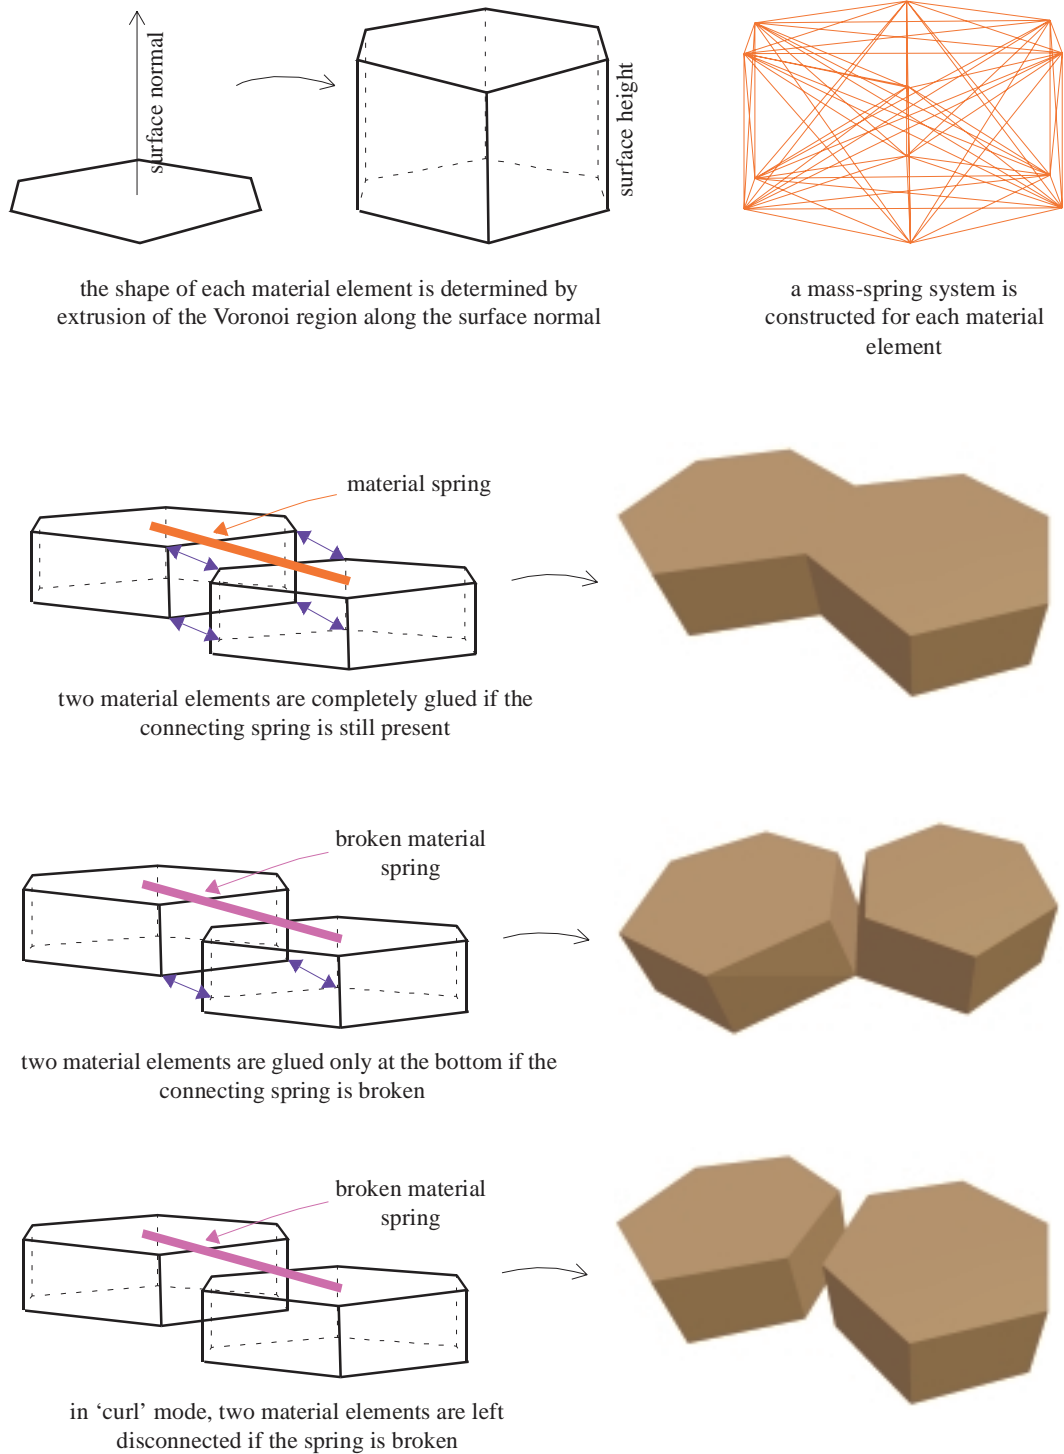 surface normal
surface height
the shape of each material element is determined by
extrusion of the Voronoi region along the surface normal
a mass-spring system is
constructed for each material
element
material spring
two material elements are completely glued if the
connecting spring is still present
broken material
spring
two material elements are glued only at the bottom if the
connecting spring is broken
broken material
spring
in ‘curl’ mode, two material elements are left
disconnected if the spring is broken